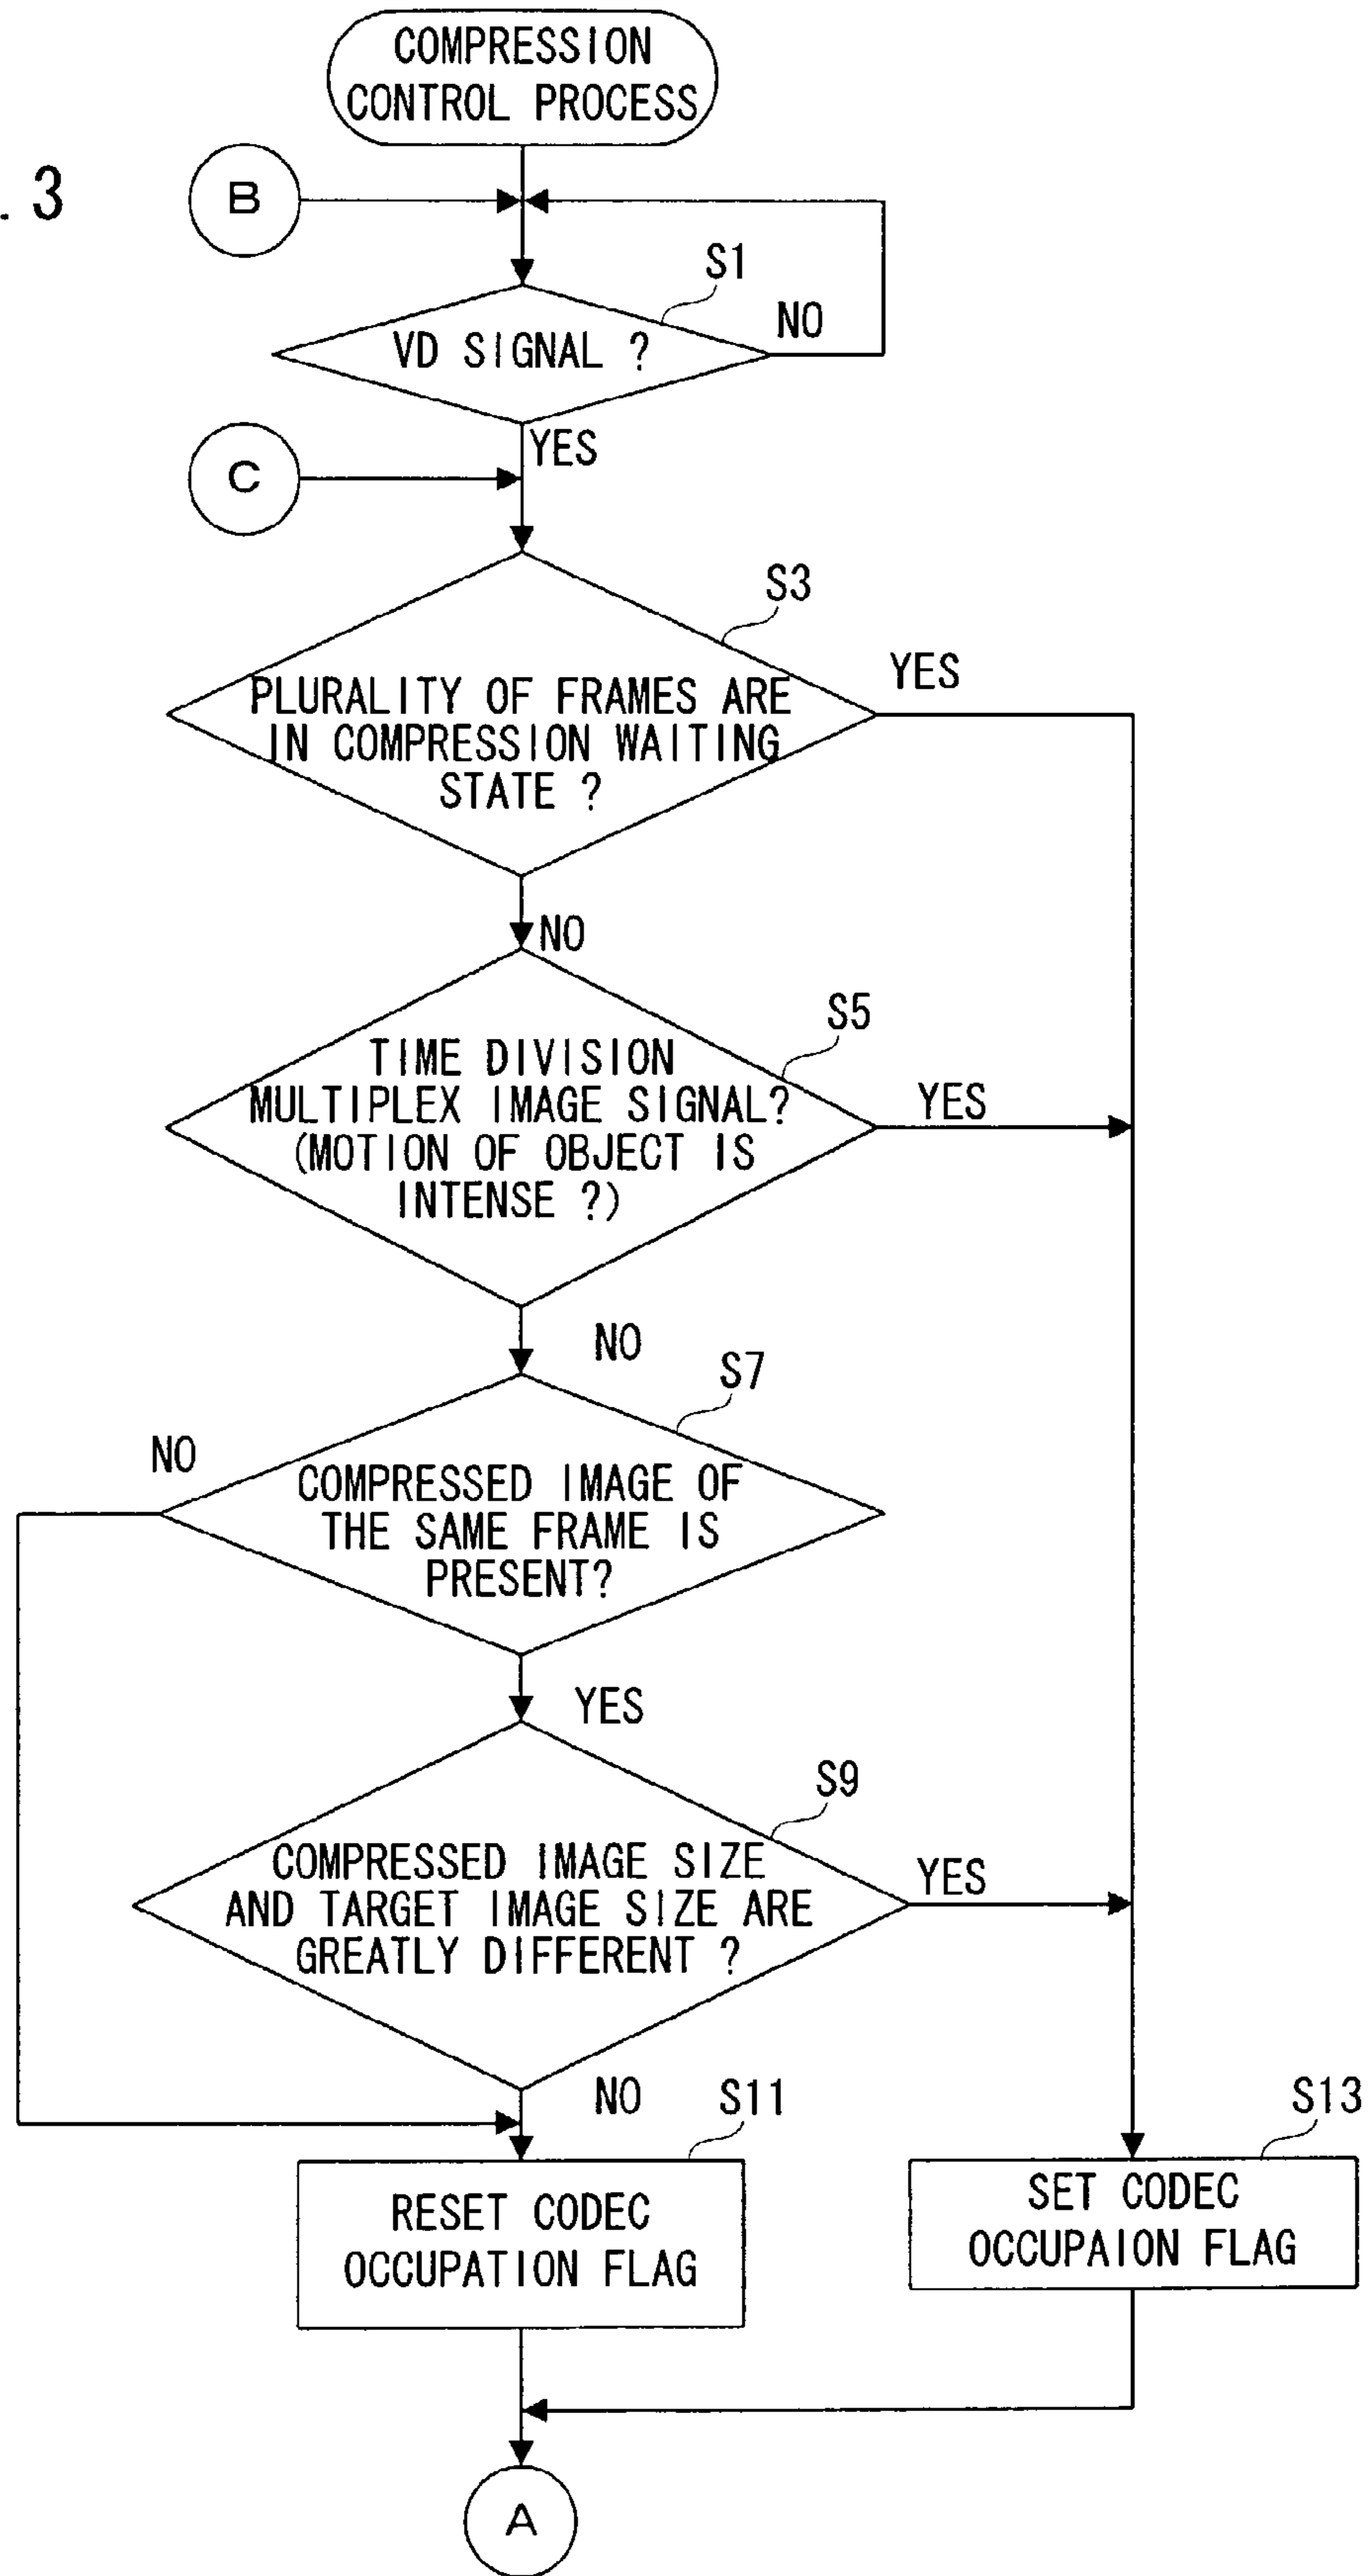 COMPRESSION
CONTROL PROCESS
. 3
B
S1
NO
VD SIGNAL ?
YES
C
S3
YES
PLURALITY OF FRAMES ARE
IN COMPRESSION WAITING
STATE ?
NO
S5
TIME DIVISION
MULTIPLEX IMAGE SIGNAL?
(MOTION OF OBJECT IS
INTENSE ?)
YES
NO
S7
NO
COMPRESSED IMAGE OF
THE SAME FRAME IS
PRESENT?
YES
S9
COMPRESSED IMAGE SIZE
AND TARGET IMAGE SIZE ARE
GREATLY DIFFERENT ?
YES
NO
S11
S13
RESET CODEC
OCCUPATION FLAG
SET CODEC
OCCUPAION FLAG
A